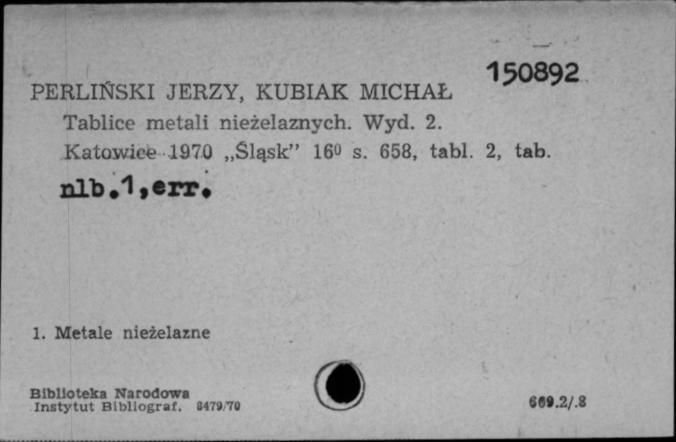 150892
PERLIŃSKI JERZY, KUBIAK MICHAŁ
Tablice metali nieżelaznych. Wyd. 2.
Katowice 1970 „Śląsk” 16⁰ s. 658, tabl. 2, tab.
nlb.1,err.
1. Metale nieżelazne
Biblioteka Narodowa
Instytut Bibliograf. 8479/70
669.2/.8